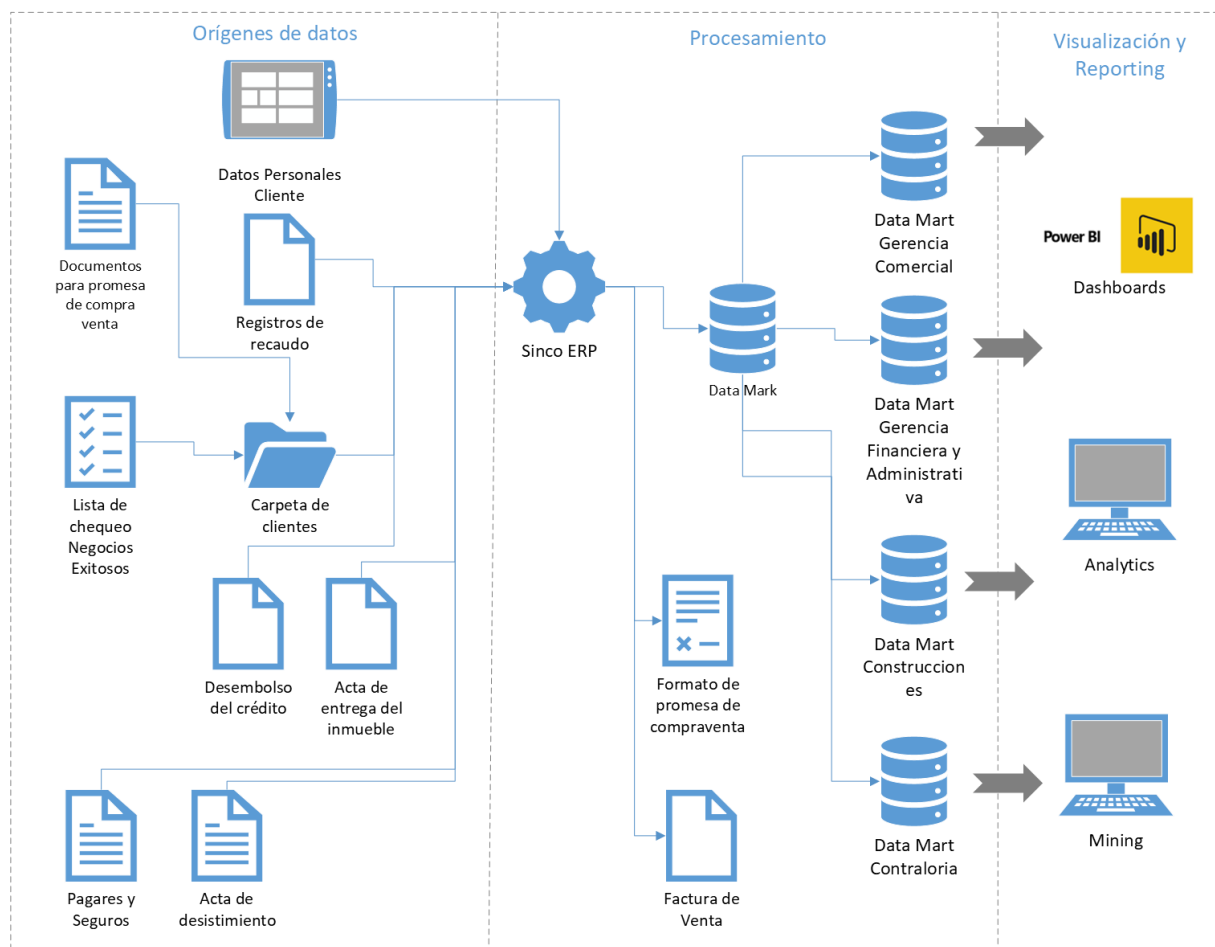 Orígenes de datos
Procesamiento
Visualización y
Reporting
Datos Personales
Cliente
Documentos
para promesa
de compra
venta
Registros de
recaudo
Lista de
chequeo
Negocios
Exitosos
Carpeta de
clientes
Desembolso
del crédito
Acta de
entrega del
inmueble
Pagares y
Seguros
Acta de
desistimiento
Sinco ERP
Data Mark
Formato de
promesa de
compraventa
Factura de
Venta
Data Mart
Gerencia
Comercial
Data Mart
Gerencia
Financiera y
Administrati
va
Data Mart
Construccion
es
Data Mart
Contraloria
Power BI
Dashboards
Analytics
Mining